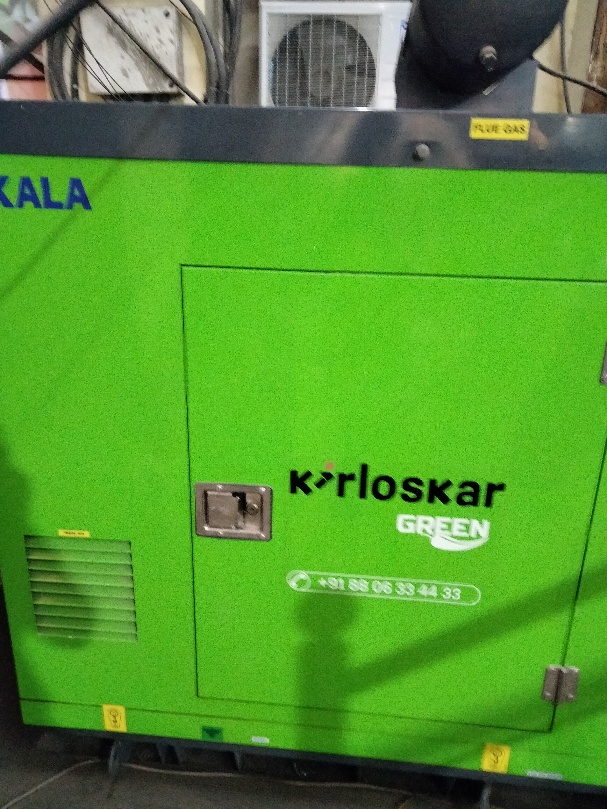 FLUE GAS
KALA
Kirloskar
GREEN
+91 88 06 33 44 33